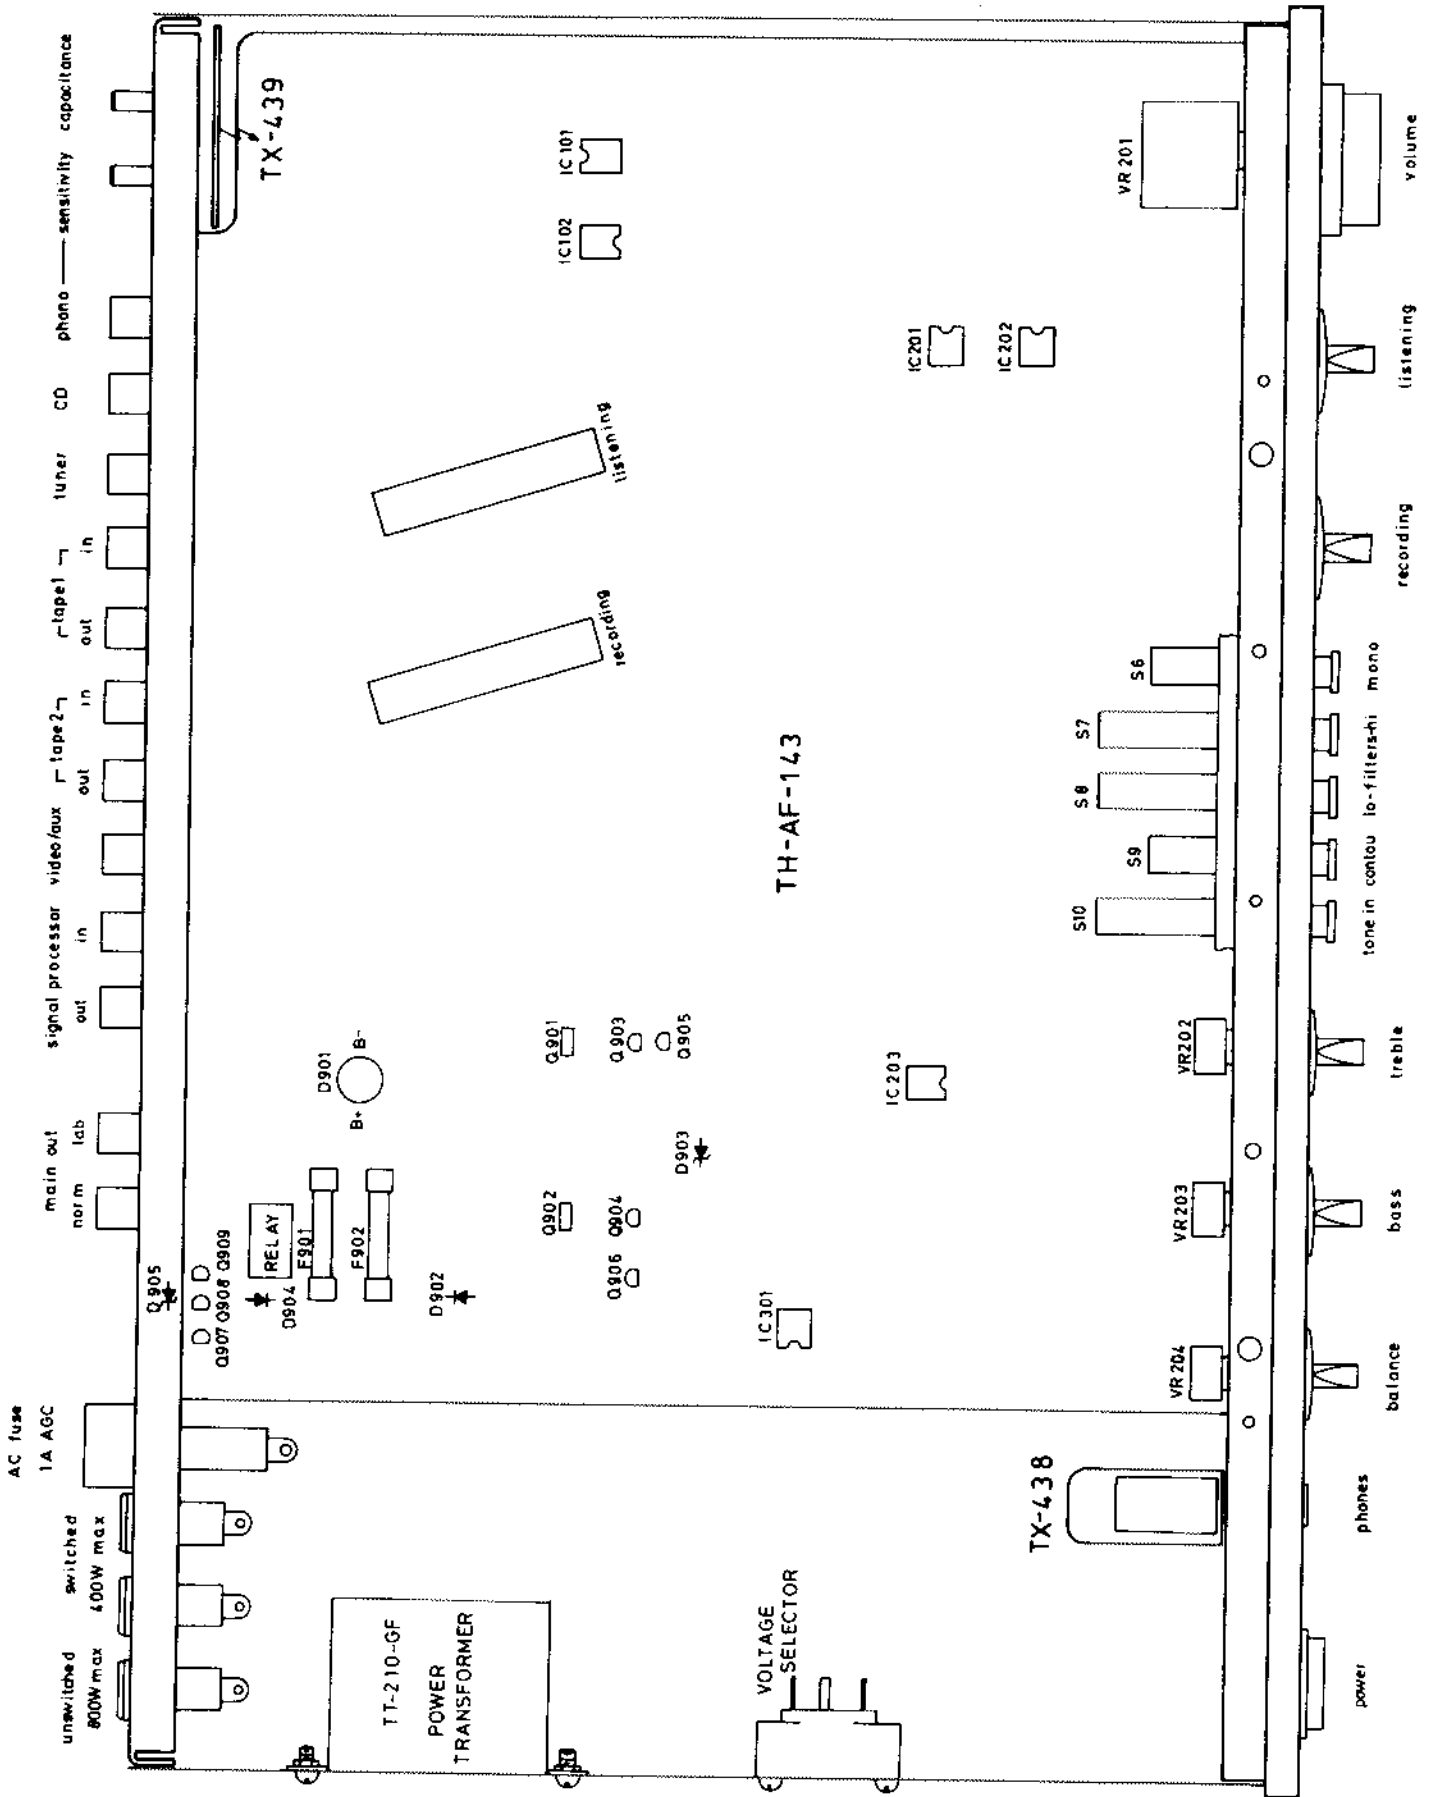 AC fuse
1A AGC
unswitched
800W max
switched
400W max
main out
norm
lab
signal processor
out
in
video/aux
tape2
out
in
tape1
out
in
tuner
CD
phono
sensitivity
capacitance
TX-439
D905
Q907 Q908 Q909
RELAY
D904
F901
F902
D901
B+
B-
D902
Q901
Q902
Q903
Q904
Q905
Q906
D903
recording
listening
IC101
IC102
IC201
IC202
IC203
IC301
TH-AF-143
TT-210-GF
POWER
TRANSFORMER
VOLTAGE
SELECTOR
TX-438
VR204
VR203
VR202
S10
S9
S8
S7
S6
VR201
power
phones
balance
bass
treble
tone in contou lo-filters-hi mono
recording
listening
volume